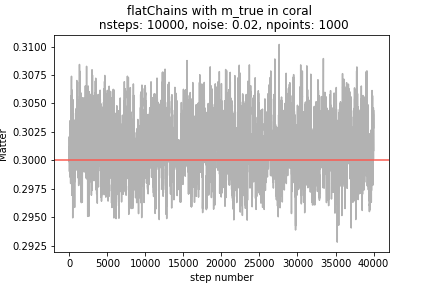 flatChains with m_true in coral
nsteps: 10000, noise: 0.02, npoints: 1000
0.3100
0.3075
0.3050
0.3025
0.3000
0.2975
0.2950
0.2925
Matter
0 5000 10000 15000 20000 25000 30000 35000 40000
step number